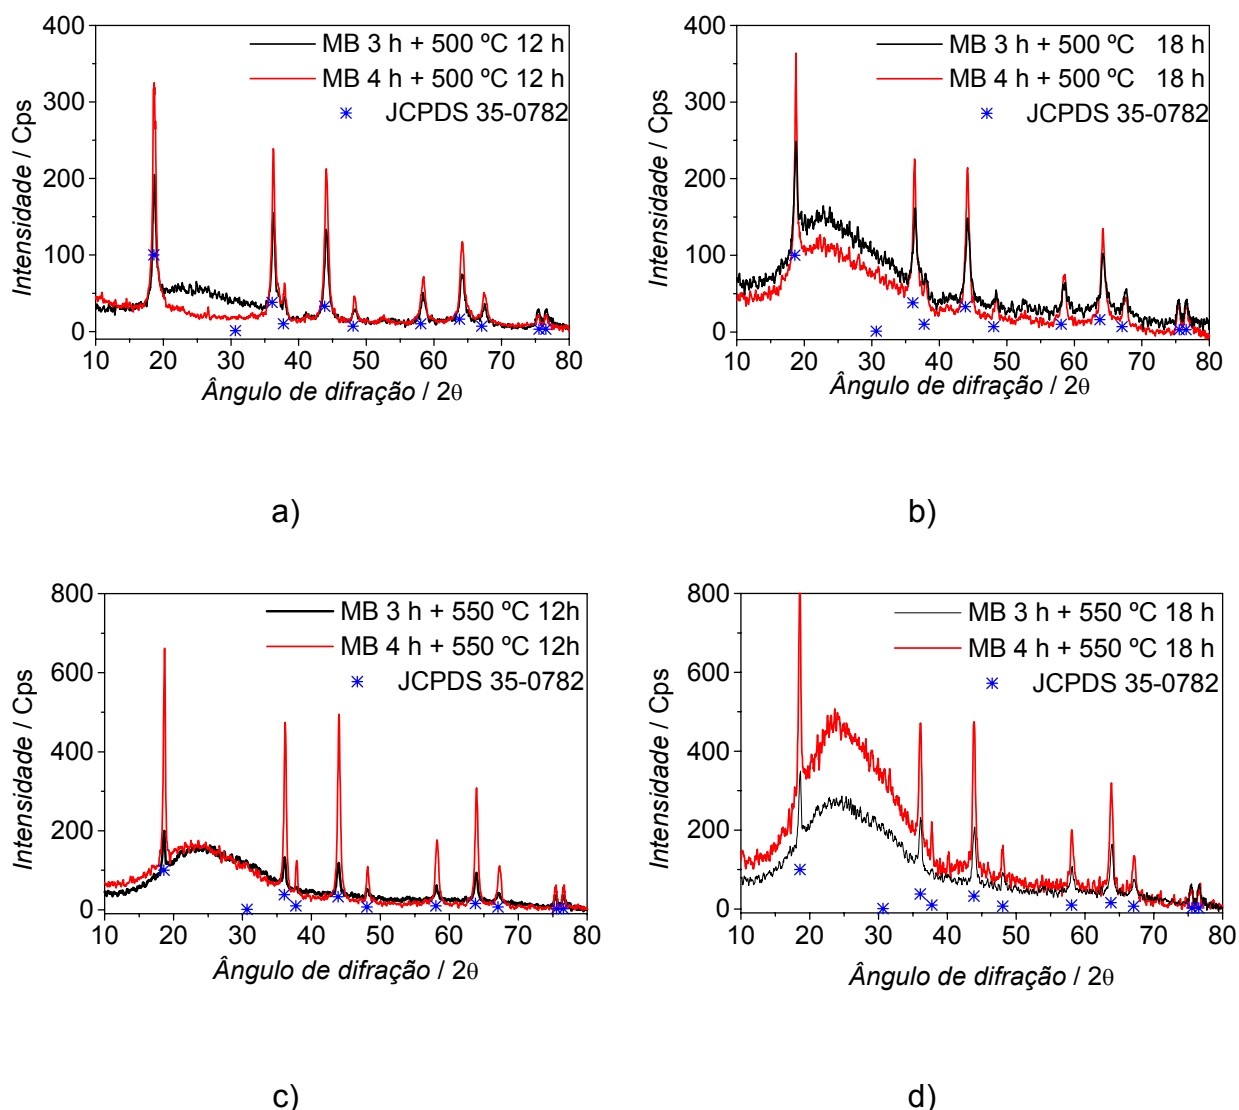 400
300
200
100
0
Intensidade / Cps
MB 3 h + 500 ºC 12 h
MB 4 h + 500 ºC 12 h
JCPDS 35-0782
10 20 30 40 50 60 70 80
Ângulo de difração / 2θ
a)
400
300
200
100
0
Intensidade / Cps
MB 3 h + 500 ºC 18 h
MB 4 h + 500 ºC 18 h
JCPDS 35-0782
10 20 30 40 50 60 70 80
Ângulo de difração / 2θ
b)
800
600
400
200
0
Intensidade / Cps
MB 3 h + 550 ºC 12h
MB 4 h + 550 ºC 12h
JCPDS 35-0782
10 20 30 40 50 60 70 80
Ângulo de difração / 2θ
c)
800
600
400
200
0
Intensidade / Cps
MB 3 h + 550 ºC 18 h
MB 4 h + 550 ºC 18 h
JCPDS 35-0782
10 20 30 40 50 60 70 80
Ângulo de difração / 2θ
d)